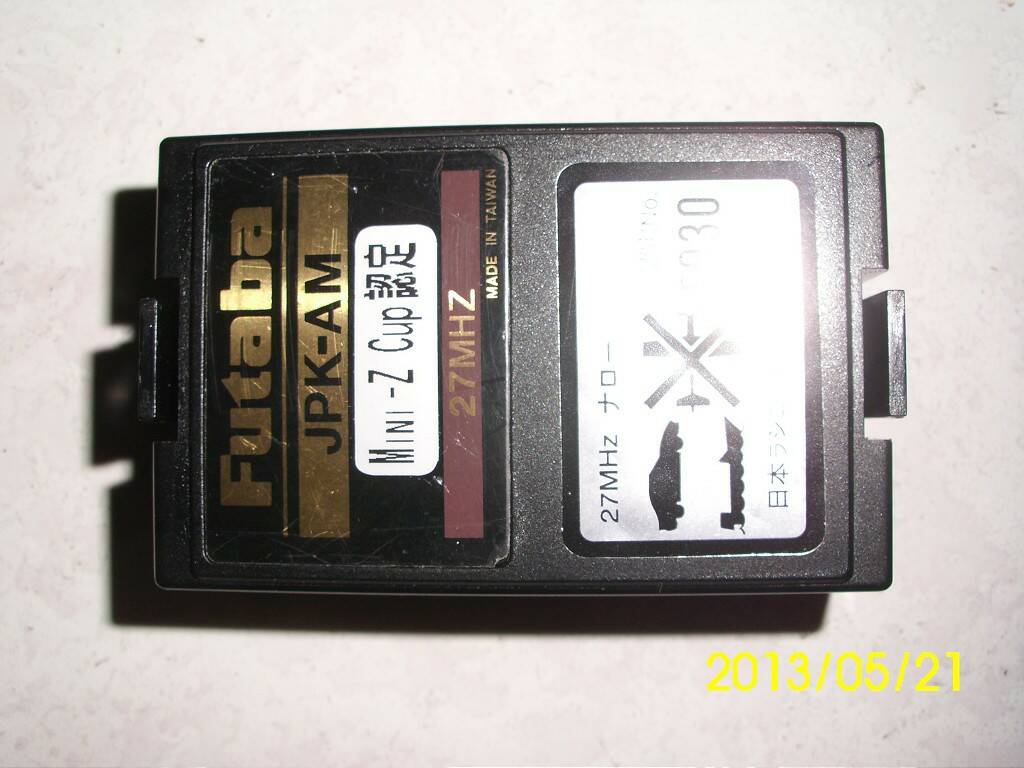 Futaba
JPK-AM
MINI-Z Cup認定
27MHZ
MADE IN TAIWAN
27MHz ナロー
日本ラジ
2013/05/21